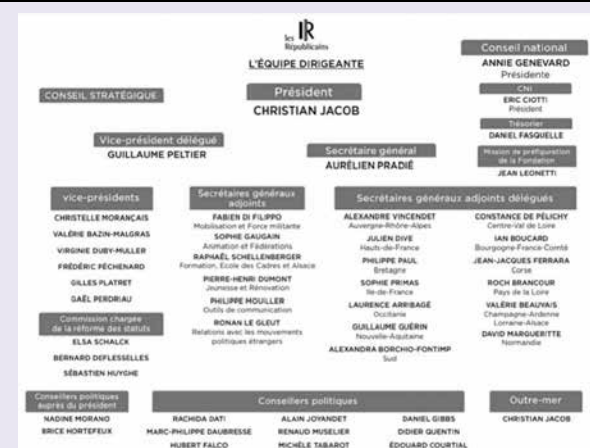 les
Républicains
L'ÉQUIPE DIRIGEANTE
CONSEIL STRATÉGIQUE
Président
CHRISTIAN JACOB
Conseil national
ANNIE GENEVARD
Présidente
CNI
ERIC CIOTTI
Président
Trésorier
DANIEL FASQUELLE
Mission de préfiguration
de la Fondation
JEAN LEONETTI
Vice-président délégué
GUILLAUME PELTIER
Secrétaire général
AURÉLIEN PRADIÉ
vice-présidents
CHRISTELLE MORANÇAIS
VALÉRIE BAZIN-MALGRAS
VIRGINIE DUBY-MULLER
FRÉDÉRIC PÉCHENARD
GILLES PLATRET
GAËL PERDRIAU
Commission chargée
de la réforme des statuts
ELSA SCHALCK
BERNARD DEFLESSELLES
SÉBASTIEN HUYGHE
Secrétaires généraux
adjoints
FABIEN DI FILIPPO
Mobilisation et Force militante
SOPHIE GAUGAIN
Animation et Fédérations
RAPHAËL SCHELLENBERGER
Formation, École des Cadres et Alsace
PIERRE-HENRI DUMONT
Jeunesse et Rénovation
PHILIPPE MOUILLER
Outils de communication
RONAN LE GLEUT
Relations avec les mouvements
politiques étrangers
Secrétaires généraux adjoints délégués
ALEXANDRE VINCENDET
Auvergne-Rhône-Alpes
JULIEN DIVE
Hauts-de-France
PHILIPPE PAUL
Bretagne
SOPHIE PRIMAS
Ile-de-France
LAURENCE ARRIBAGÉ
Occitanie
GUILLAUME GUÉRIN
Nouvelle-Aquitaine
ALEXANDRA BORCHIO-FONTIMP
Sud
CONSTANCE DE PÉLICHY
Centre-Val de Loire
IAN BOUCARD
Bourgogne-France-Comté
JEAN-JACQUES FERRARA
Corse
ROCH BRANCOUR
Pays de la Loire
VALÉRIE BEAUVAIS
Champagne-Ardenne
Lorraine-Alsace
DAVID MARGUERITTE
Normandie
Conseillers politiques
auprès du président
NADINE MORANO
BRICE HORTEFEUX
Conseillers politiques
RACHIDA DATI
MARC-PHILIPPE DAUBRESSE
HUBERT FALCO
ALAIN JOYANDET
RENAUD MUSELIER
MICHÈLE TABAROT
DANIEL GIBBS
DIDIER QUENTIN
ÉDOUARD COURTIAL
Outre-mer
CHRISTIAN JACOB